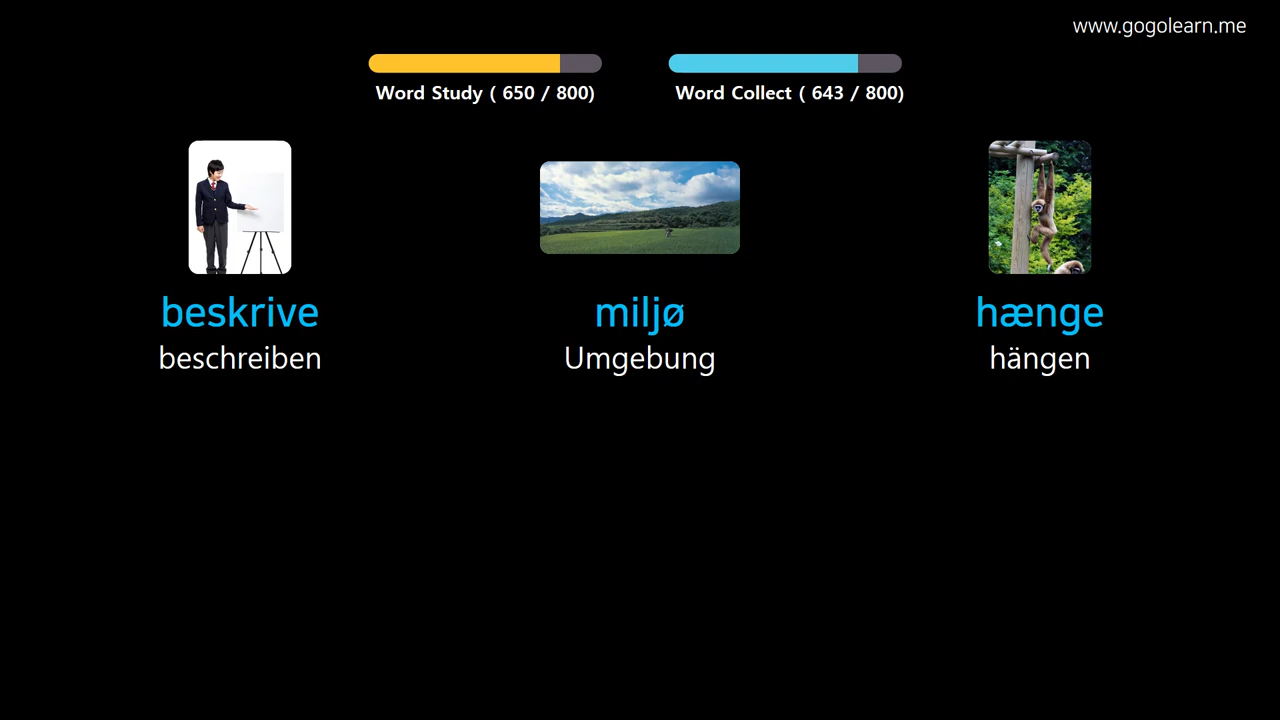 www.gogolearn.me
Word Study ( 650 / 800)
Word Collect ( 643 / 800)
beskrive
beschreiben
miljø
Umgebung
hænge
hängen